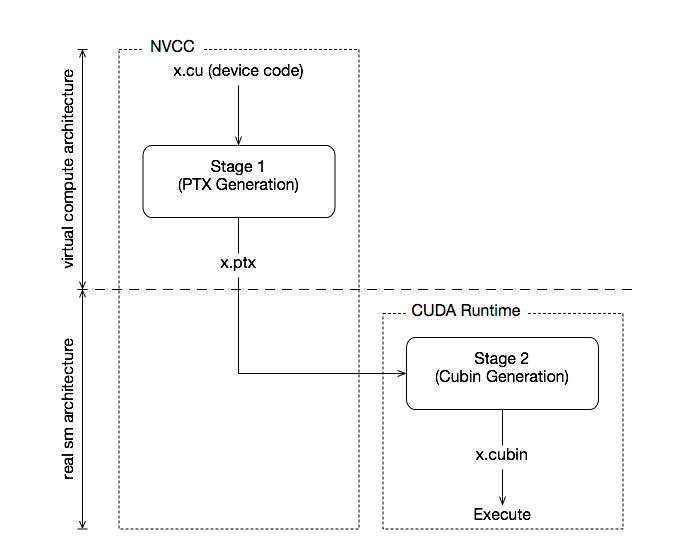 NVCC
x.cu (device code)
virtual compute architecture
Stage 1
(PTX Generation)
x.ptx
CUDA Runtime
real sm architecture
Stage 2
(Cubin Generation)
x.cubin
Execute